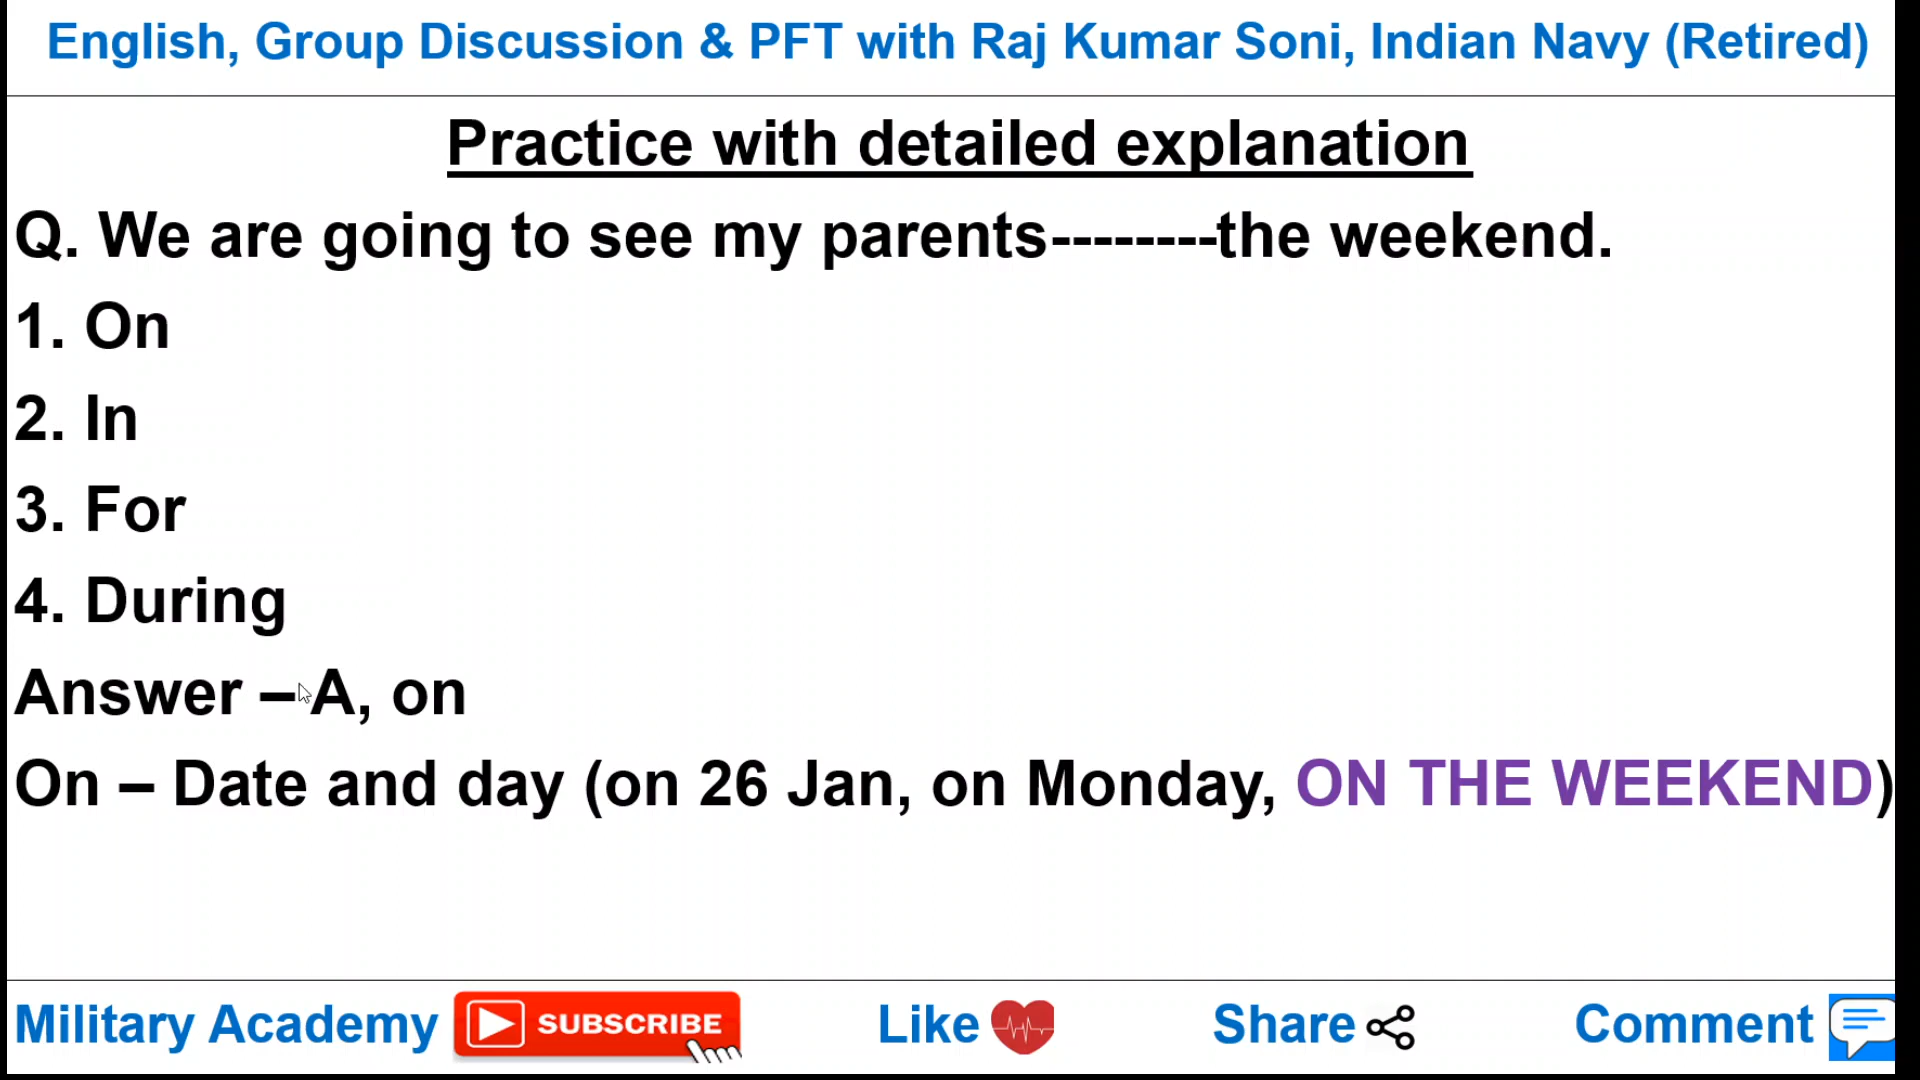 English, Group Discussion & PFT with Raj Kumar Soni, Indian Navy (Retired)
Practice with detailed explanation
Q. We are going to see my parents--------the weekend.
1. On
2. In
3. For
4. During
Answer – A, on
On – Date and day (on 26 Jan, on Monday, ON THE WEEKEND)
Military Academy SUBSCRIBE Like Share Comment